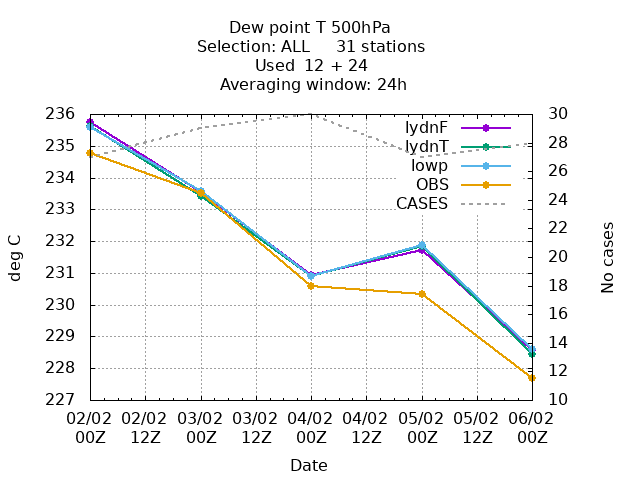 Dew point T 500hPa
Selection: ALL     31 stations
Used  12 + 24
Averaging window: 24h
236
235
234
233
232
231
230
229
228
227
deg C
30
28
26
24
22
20
18
16
14
12
10
No cases
lydnF
lydnT
lowp
OBS
CASES
02/02 02/02 03/02 03/02 04/02 04/02 05/02 05/02 06/02
00Z 12Z 00Z 12Z 00Z 12Z 00Z 12Z 00Z
Date